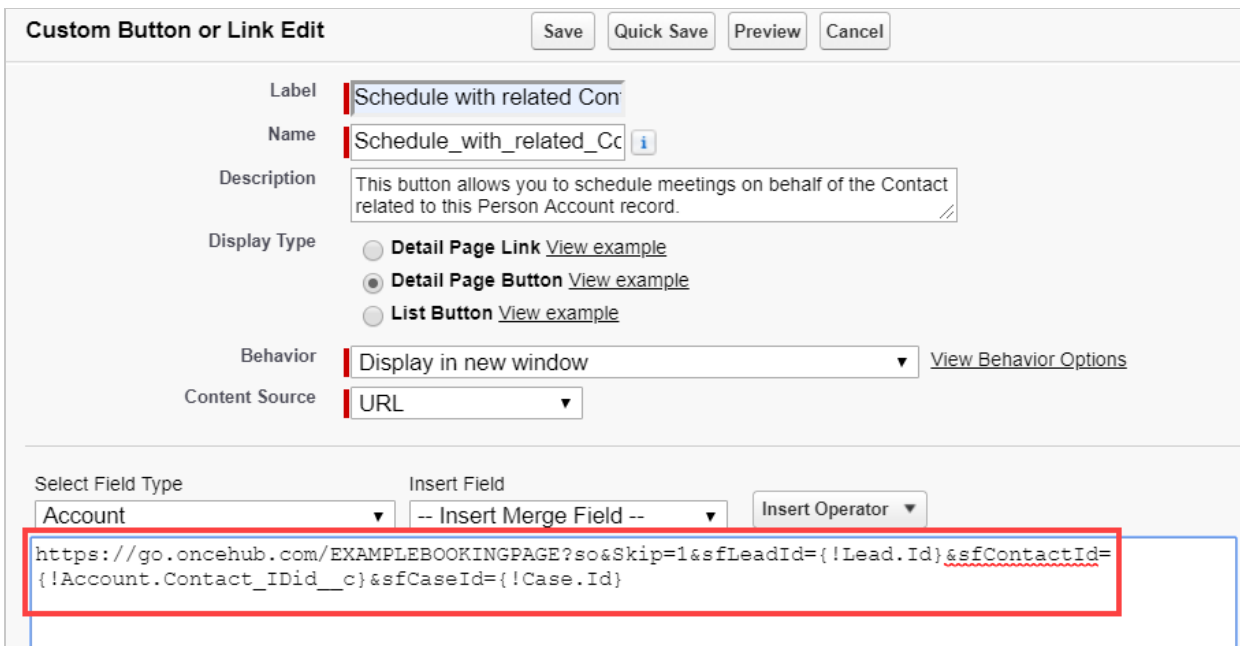 Custom Button or Link Edit Save Quick Save Preview Cancel
Label Schedule with related Con
Name Schedule_with_related_Cc i
Description This button allows you to schedule meetings on behalf of the Contact
related to this Person Account record.
Display Type Detail Page Link View example
Detail Page Button View example
List Button View example
Behavior Display in new window View Behavior Options
Content Source URL
Select Field Type Insert Field
Account -- Insert Merge Field -- Insert Operator
https://go.oncehub.com/EXAMPLEBOOKINGPAGE?so&Skip=1&sfLeadId={!Lead.Id}&sfContactId=
{!Account.Contact_IDid__c}&sfCaseId={!Case.Id}